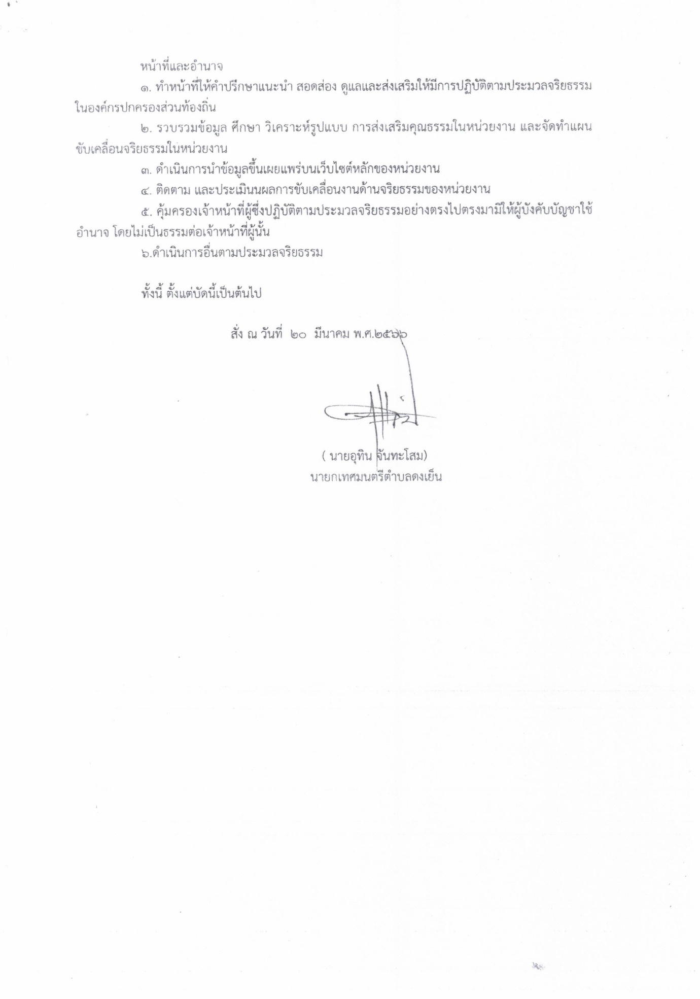 หน้าที่และอำนาจ
๑. ทำหน้าที่ให้คำปรึกษาแนะนำ สอดส่อง ดูแลและส่งเสริมให้มีการปฏิบัติตามประมวลจริยธรรม
ในองค์กรปกครองส่วนท้องถิ่น
๒. รวบรวมข้อมูล ศึกษา วิเคราะห์รูปแบบ การส่งเสริมคุณธรรมในหน่วยงาน และจัดทำแผน
ขับเคลื่อนจริยธรรมในหน่วยงาน
๓. ดำเนินการนำข้อมูลขึ้นเผยแพร่บนเว็บไซต์หลักของหน่วยงาน
๔. ติดตาม และประเมินนผลการขับเคลื่อนงานด้านจริยธรรมของหน่วยงาน
๕. คุ้มครองเจ้าหน้าที่ผู้ซึ่งปฏิบัติตามประมวลจริยธรรมอย่างตรงไปตรงมามิให้ผู้บังคับบัญชาใช้
อำนาจ โดยไม่เป็นธรรมต่อเจ้าหน้าที่ผู้นั้น
๖.ดำเนินการอื่นตามประมวลจริยธรรม
ทั้งนี้ ตั้งแต่บัดนี้เป็นต้นไป
สั่ง ณ วันที่ ๒๐ มีนาคม พ.ศ.๒๕๖๖
( นายอุทิน จันทะโสม)
นายกเทศมนตรีตำบลดงเย็น